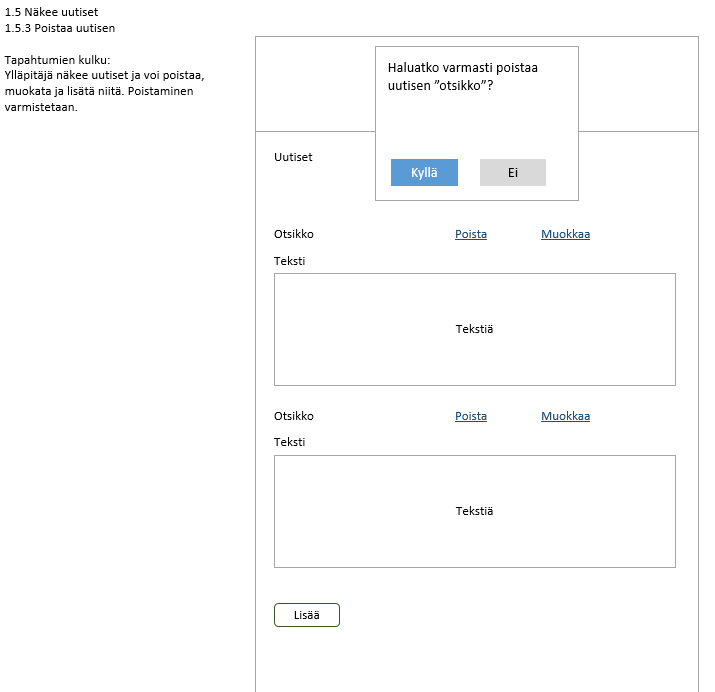 1.5 Näkee uutiset
1.5.3 Poistaa uutisen
Tapahtumien kulku:
Ylläpitäjä näkee uutiset ja voi poistaa,
muokata ja lisätä niitä. Poistaminen
varmistetaan.
Haluatko varmasti poistaa
uutisen ”otsikko”?
Kyllä Ei
Uutiset
Otsikko Poista Muokkaa
Teksti
Tekstiä
Otsikko Poista Muokkaa
Teksti
Tekstiä
Lisää